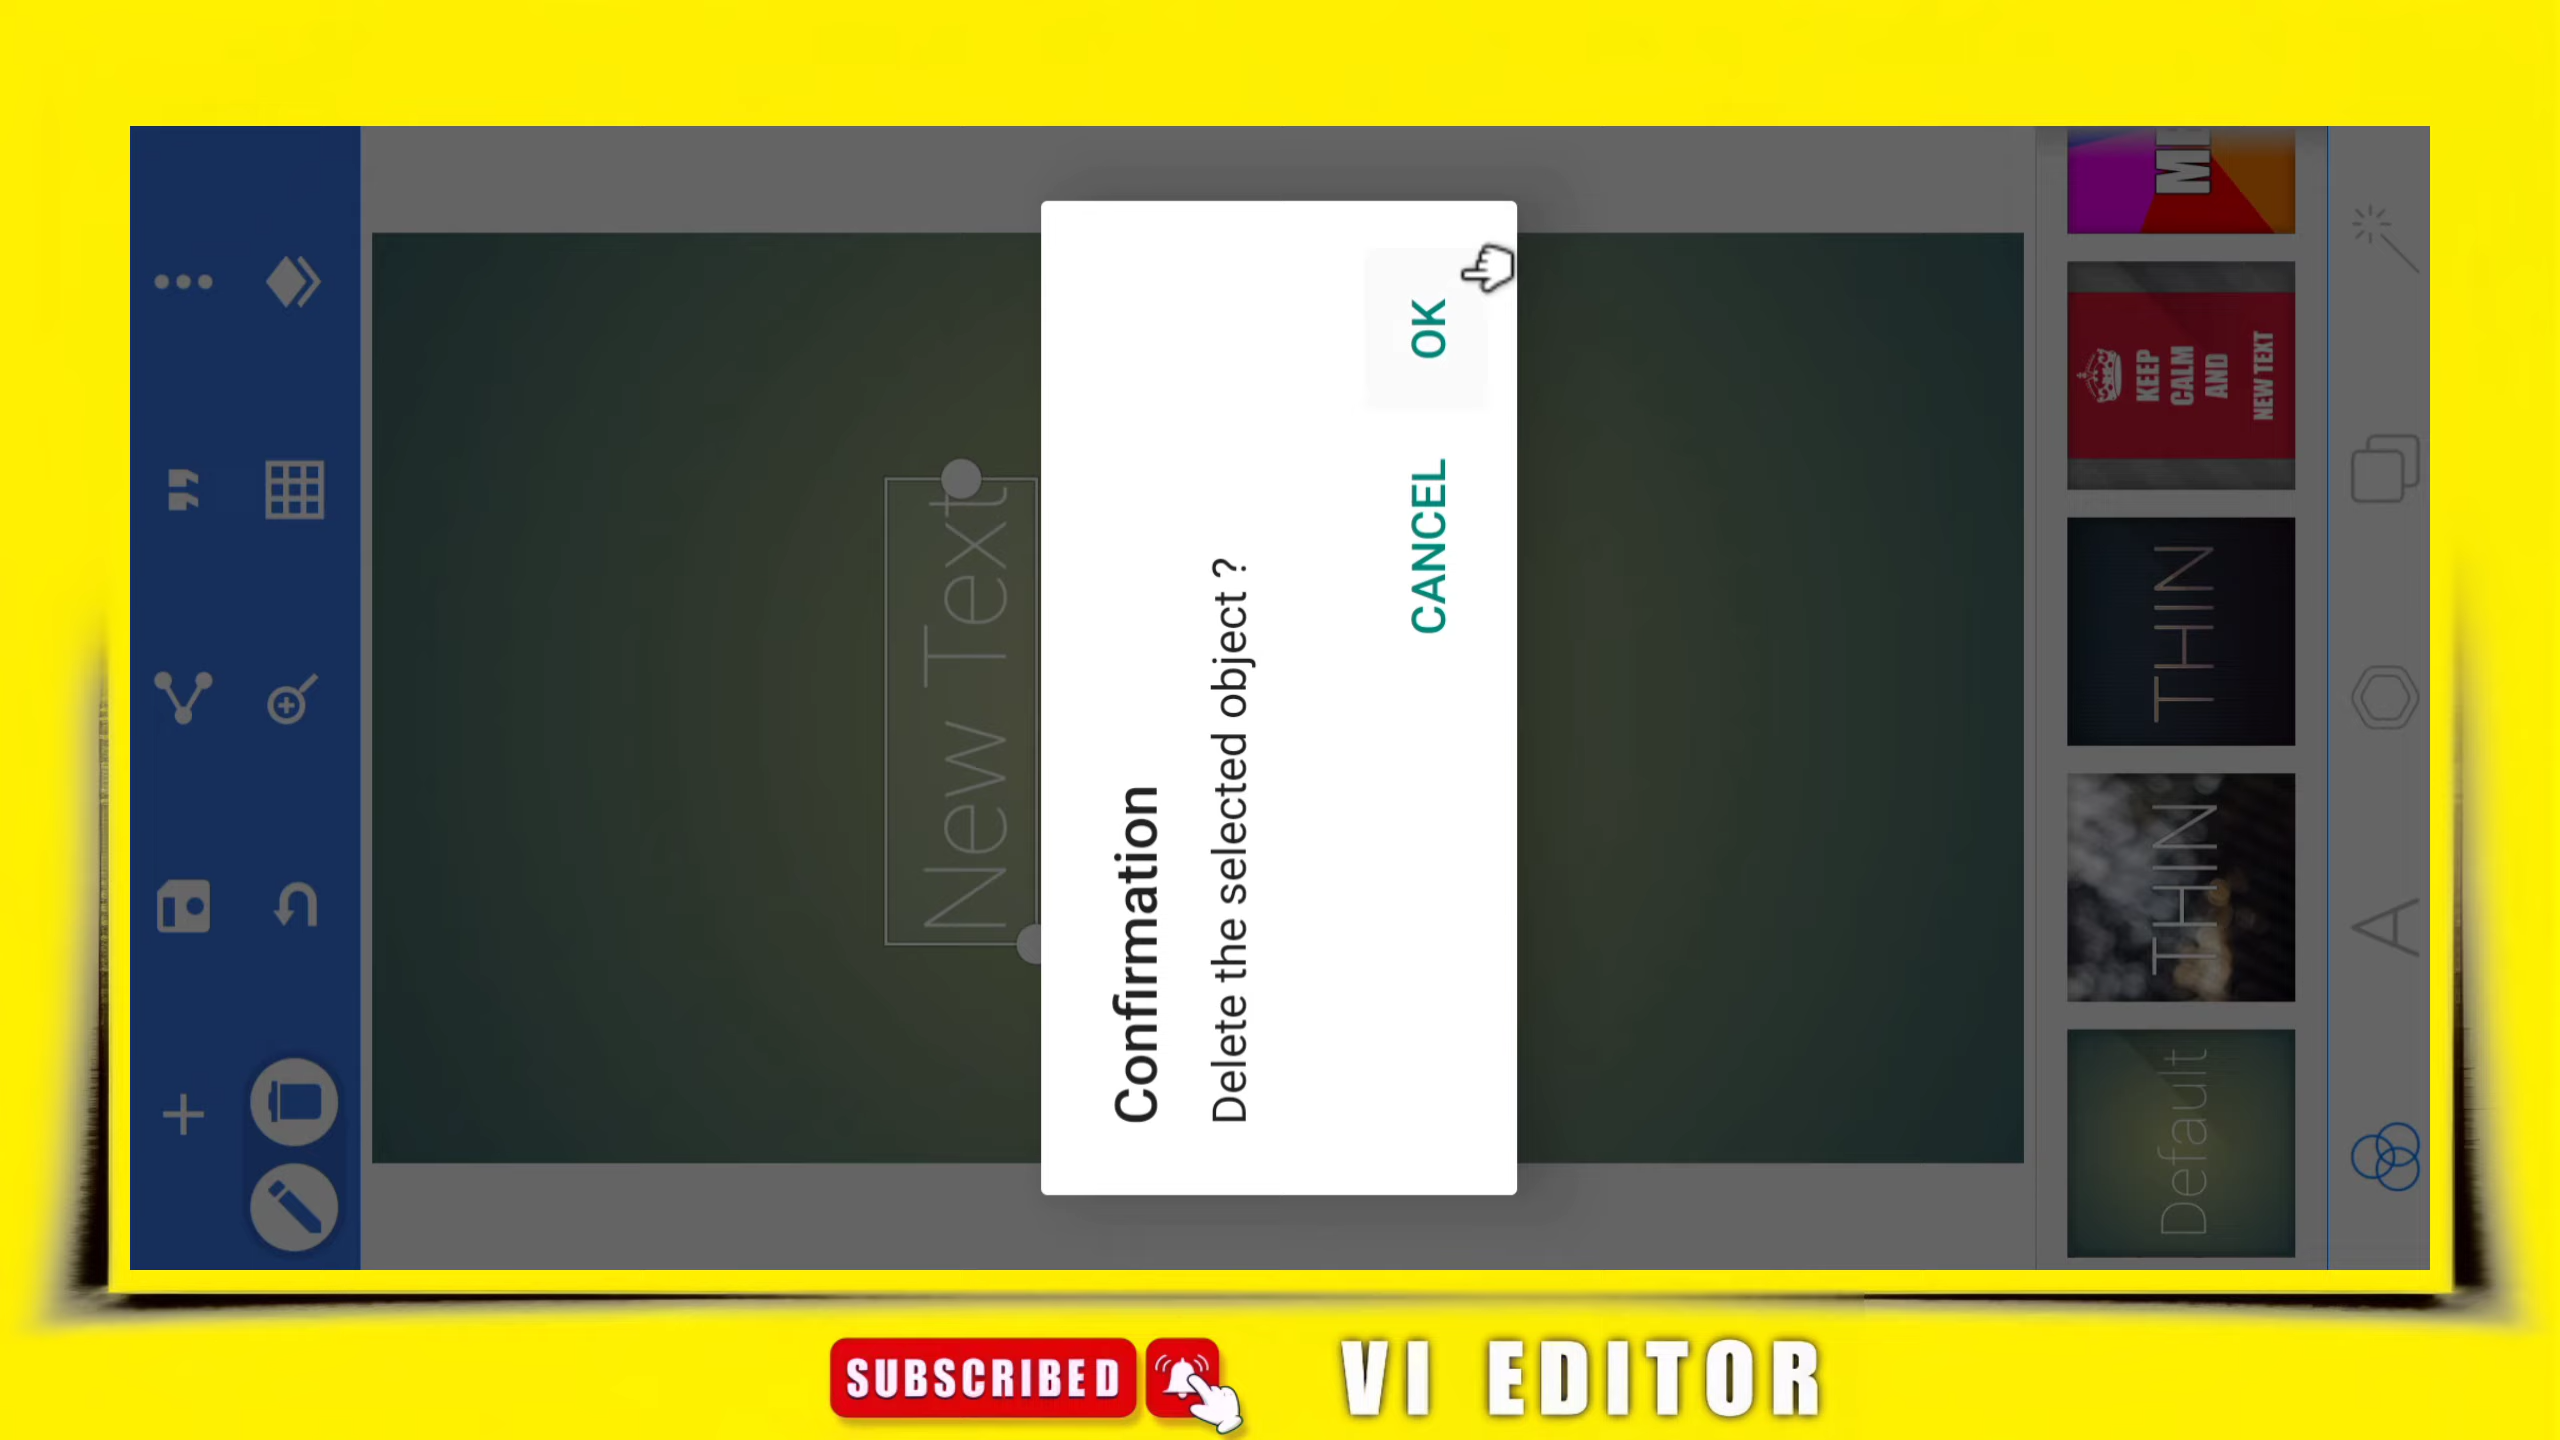 New Text
Confirmation
Delete the selected object ?
CANCEL OK
Default
THIN
THIN
KEEP
CALM
AND
NEW TEXT
SUBSCRIBED
VI EDITOR